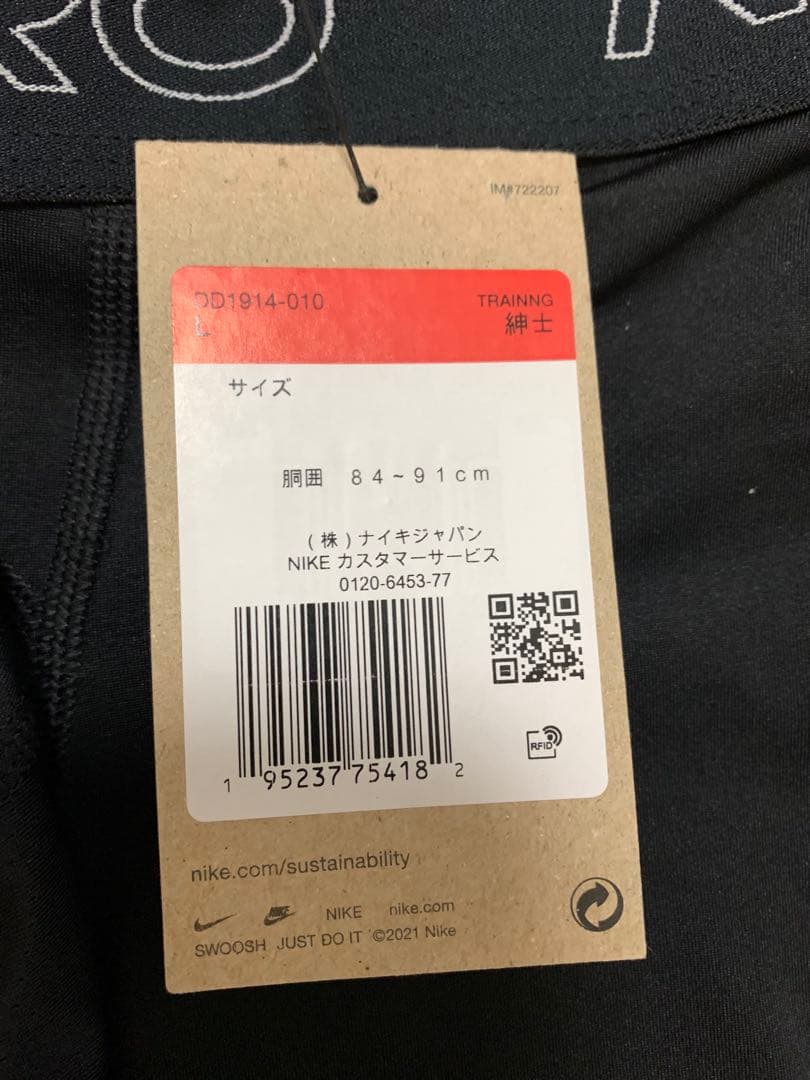 RO N
IM#722207
DD1914-010
TRAINNG
L
紳士
サイズ
胴囲 84~91cm
(株)ナイキジャパン
NIKE カスタマーサービス
0120-6453-77
RFID
1 95237 75418 2
nike.com/sustainability
NIKE nike.com
SWOOSH JUST DO IT ©2021 Nike